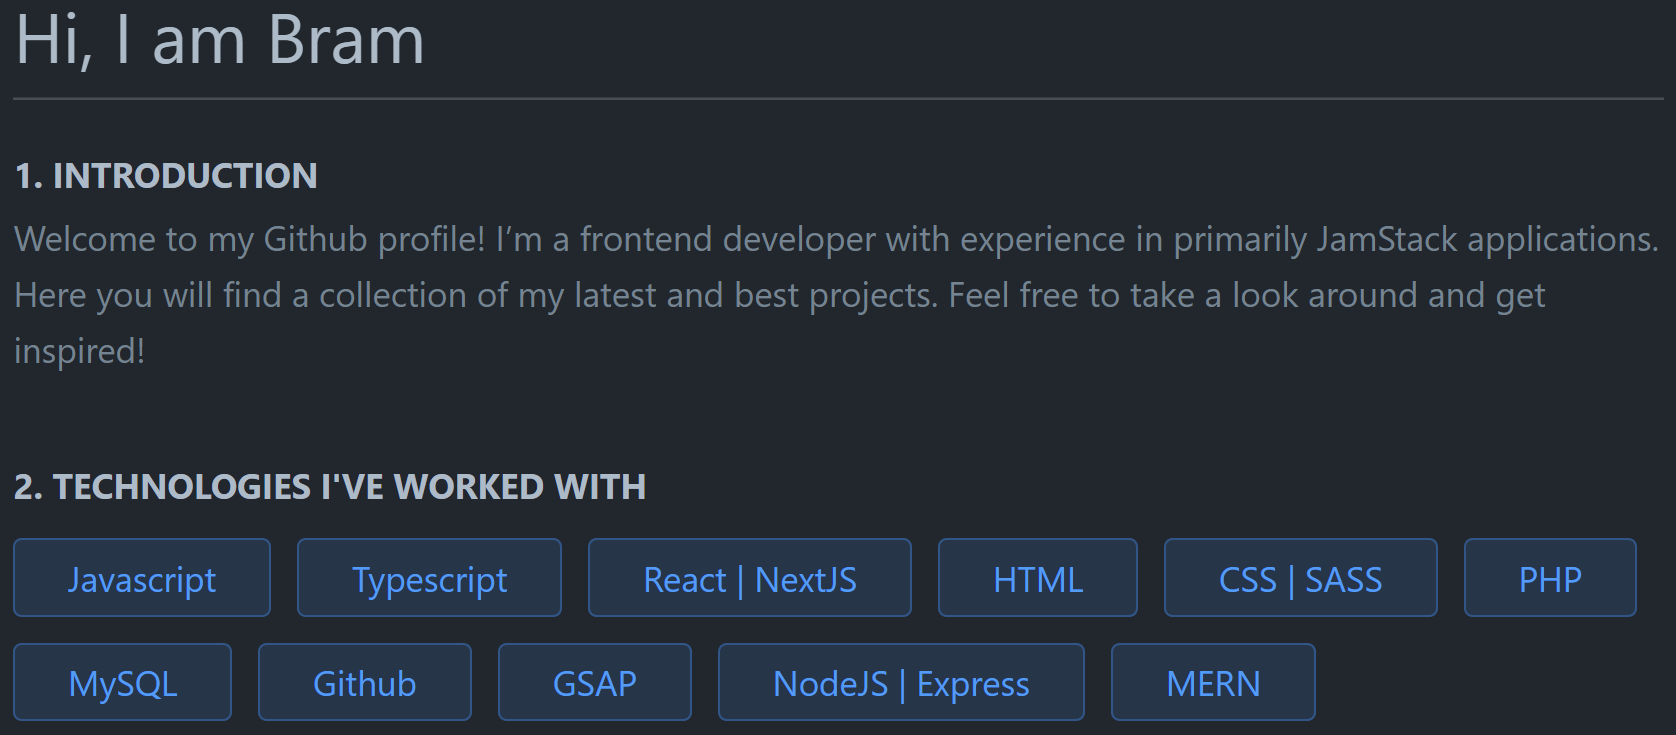 Hi, I am Bram
1. INTRODUCTION
Welcome to my Github profile! I’m a frontend developer with experience in primarily JamStack applications.
Here you will find a collection of my latest and best projects. Feel free to take a look around and get
inspired!
2. TECHNOLOGIES I'VE WORKED WITH
Javascript Typescript React | NextJS HTML CSS | SASS PHP
MySQL Github GSAP NodeJS | Express MERN